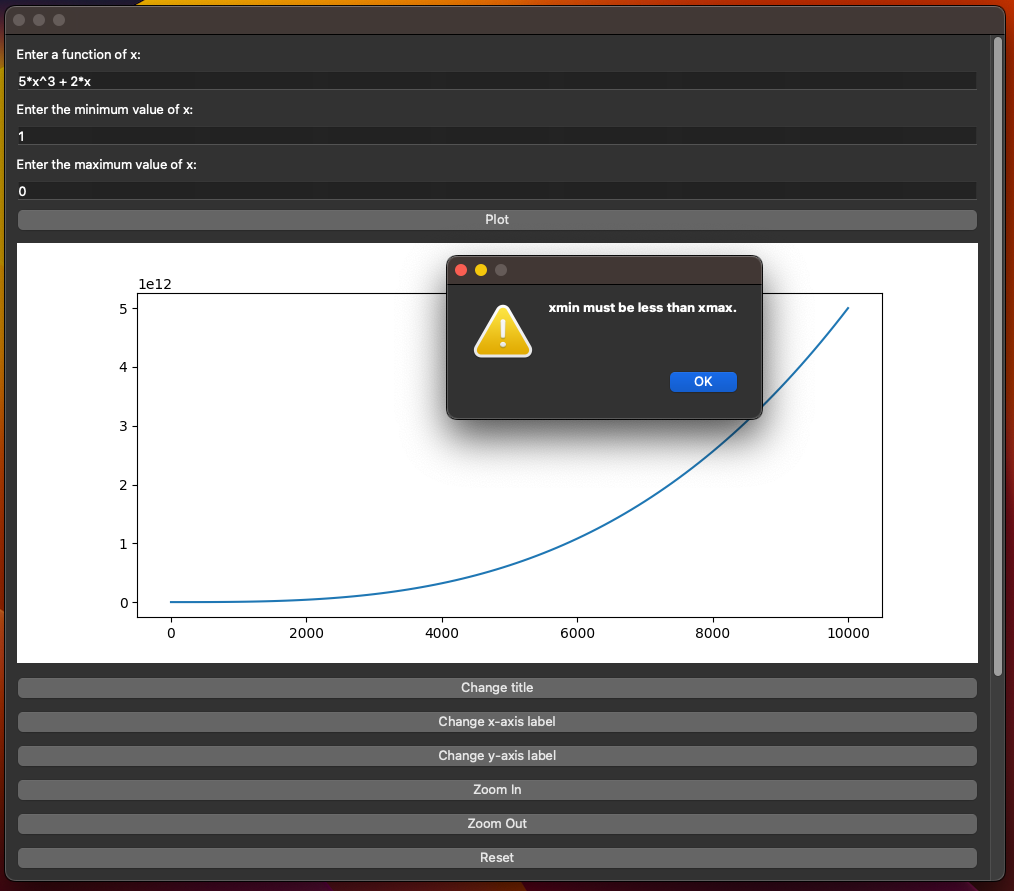 Enter a function of x:
5*x^3 + 2*x
Enter the minimum value of x:
1
Enter the maximum value of x:
0
Plot
1e12
5
4
3
2
1
0
0 2000 4000 6000 8000 10000
xmin must be less than xmax.
OK
Change title
Change x-axis label
Change y-axis label
Zoom In
Zoom Out
Reset